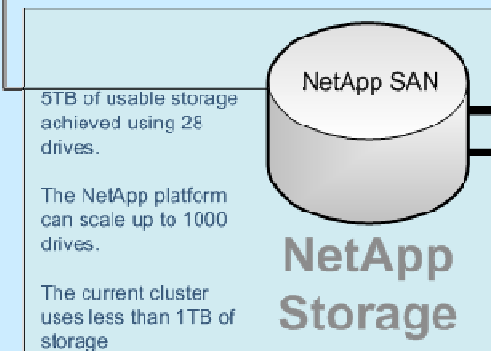 5TB of usable storage
achieved using 28
drives.
The NetApp platform
can scale up to 1000
drives.
The current cluster
uses less than 1TB of
storage
NetApp SAN
NetApp
Storage